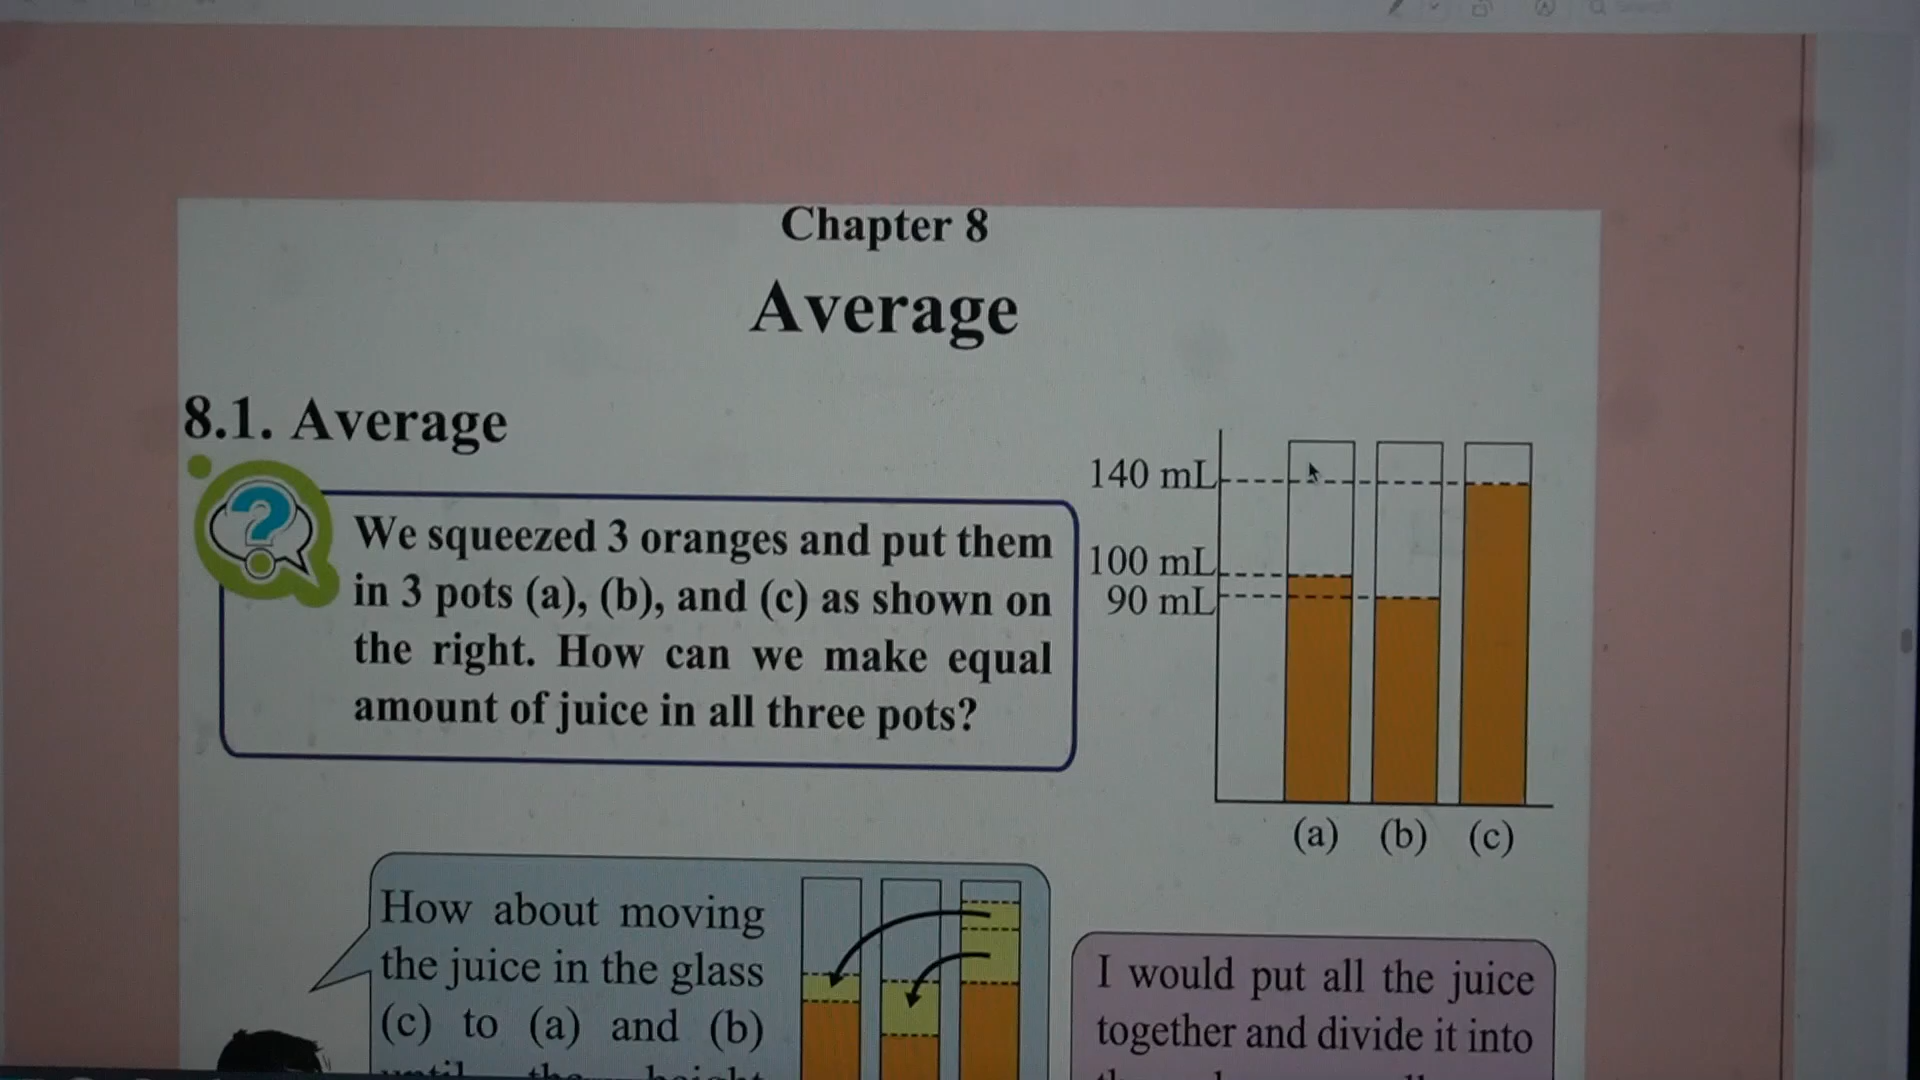 Chapter 8
Average
8.1. Average
?
We squeezed 3 oranges and put them
in 3 pots (a), (b), and (c) as shown on
the right. How can we make equal
amount of juice in all three pots?
140 mL
100 mL
90 mL
(a) (b) (c)
How about moving
the juice in the glass
(c) to (a) and (b)
until the height
I would put all the juice
together and divide it into